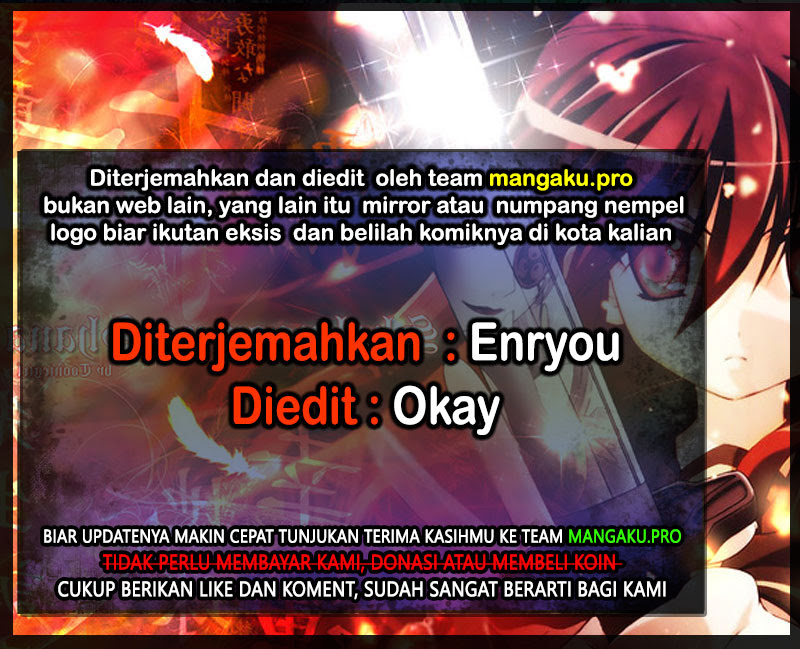 Diterjemahkan dan diedit oleh team mangaku.pro
bukan web lain, yang lain itu mirror atau numpang nempel
logo biar ikutan eksis dan belilah komiknya di kota kalian
Diterjemahkan : Enryou
Diedit : Okay
BIAR UPDATENYA MAKIN CEPAT TUNJUKAN TERIMA KASIHMU KE TEAM MANGAKU.PRO
TIDAK PERLU MEMBAYAR KAMI, DONASI ATAU MEMBELI KOIN
CUKUP BERIKAN LIKE DAN KOMENT, SUDAH SANGAT BERARTI BAGI KAMI